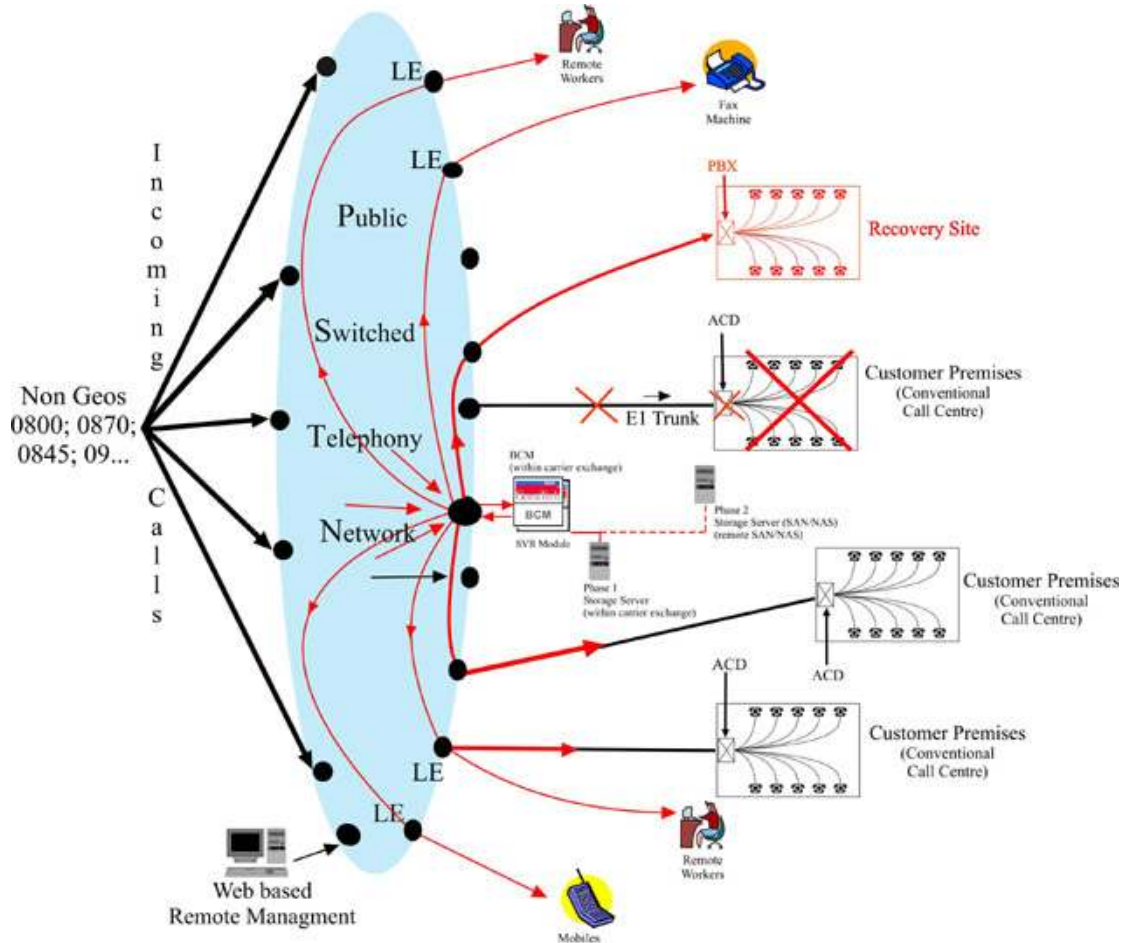 Incoming
Calls
Non Geos
0800; 0870;
0845; 09...
LE
LE
Public
Switched
Telephony
Network
LE
LE
Web based
Remote Managment
Remote
Workers
Fax
Machine
PBX
Recovery Site
ACD
E1 Trunk
Customer Premises
(Conventional
Call Centre)
BCM
(within carrier exchange)
BCM
SVB Module
Phase 2
Storage Server (SAN/NAS)
(remote SAN/NAS)
Phase 1
Storage Server
(within carrier exchange)
Customer Premises
(Conventional
Call Centre)
ACD
ACD
Customer Premises
(Conventional
Call Centre)
Remote
Workers
Mobiles